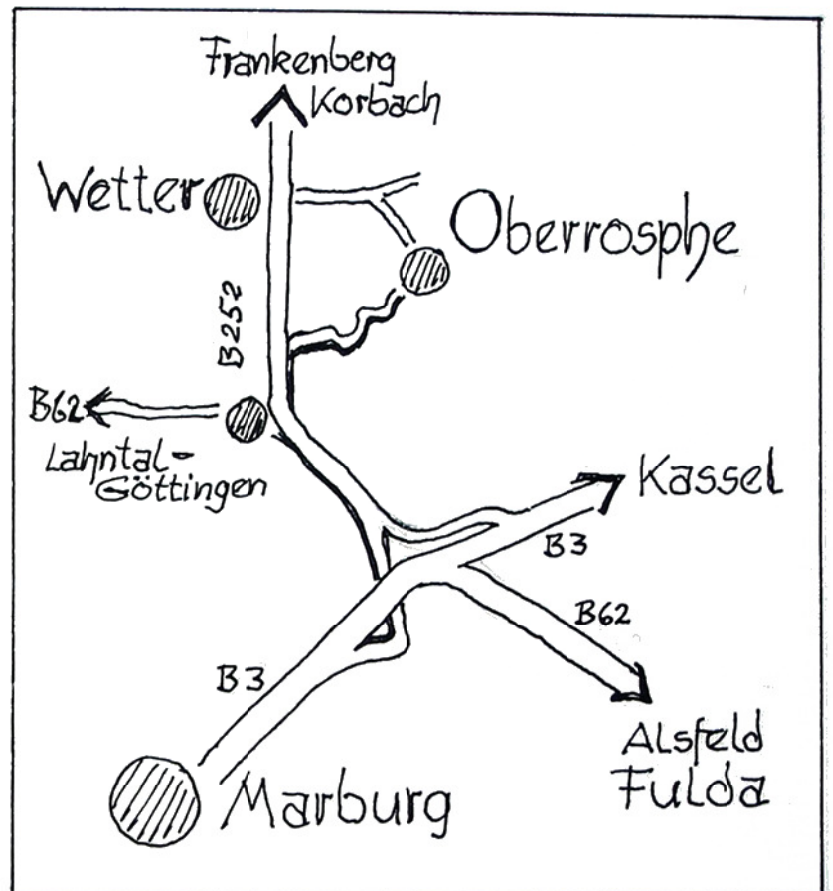 Frankenberg
Korbach
Wetter
Oberrosphe
B252
B62
Lahntal-
Göttingen
Kassel
B3
B62
B3
Alsfeld
Fulda
Marburg